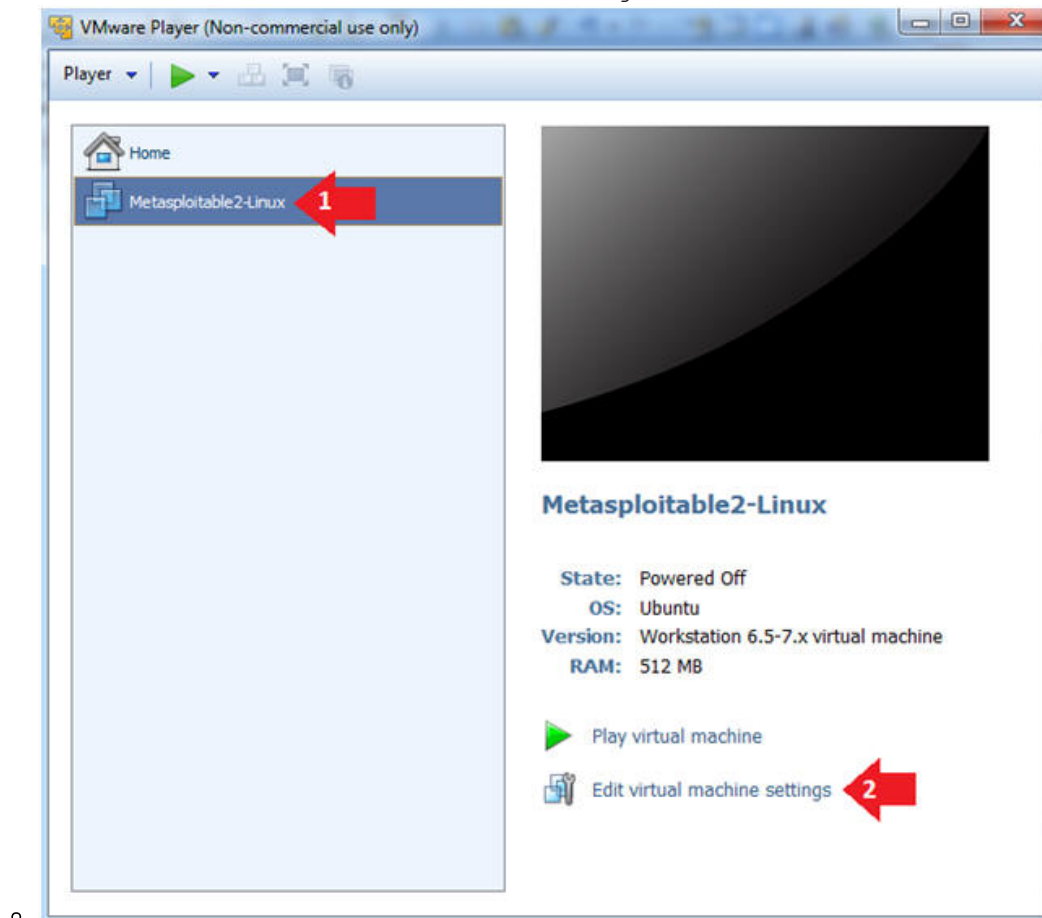 VMware Player (Non-commercial use only)
Player
Home
Metasploitable2-Linux 1
Metasploitable2-Linux
State: Powered Off
OS: Ubuntu
Version: Workstation 6.5-7.x virtual machine
RAM: 512 MB
Play virtual machine
Edit virtual machine settings 2